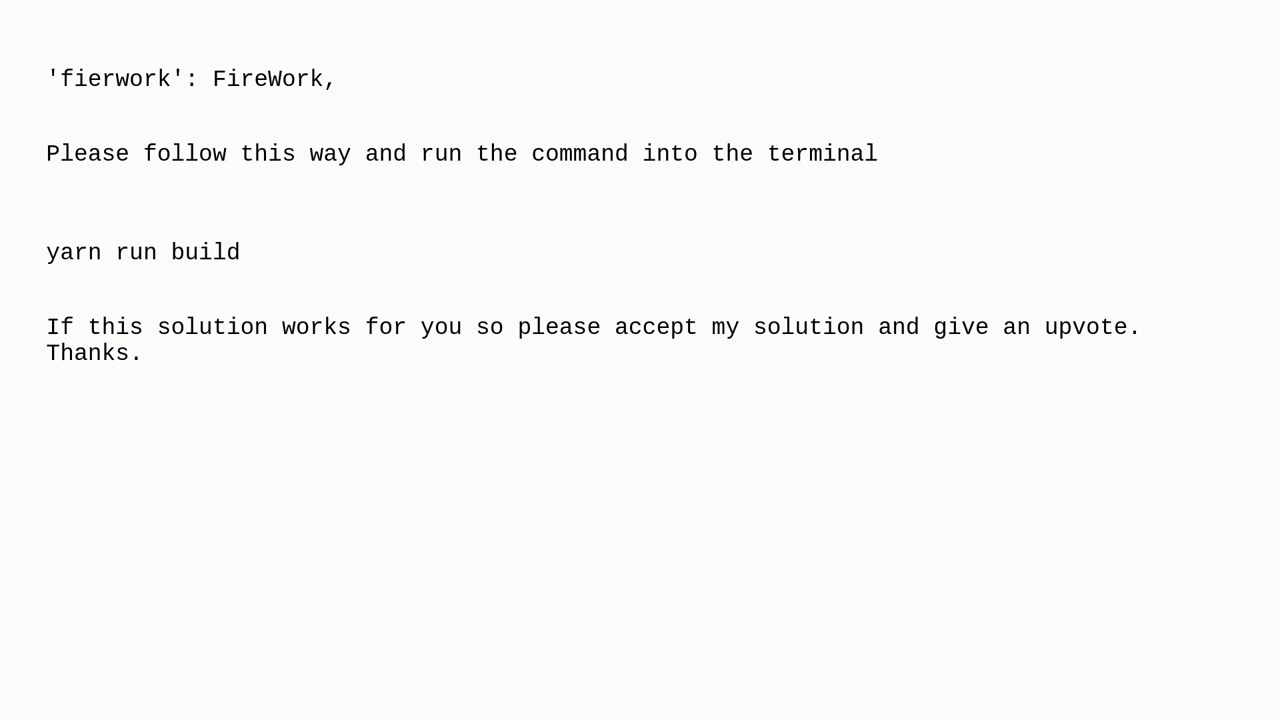 'fierwork': FireWork,
Please follow this way and run the command into the terminal
yarn run build
If this solution works for you so please accept my solution and give an upvote.
Thanks.